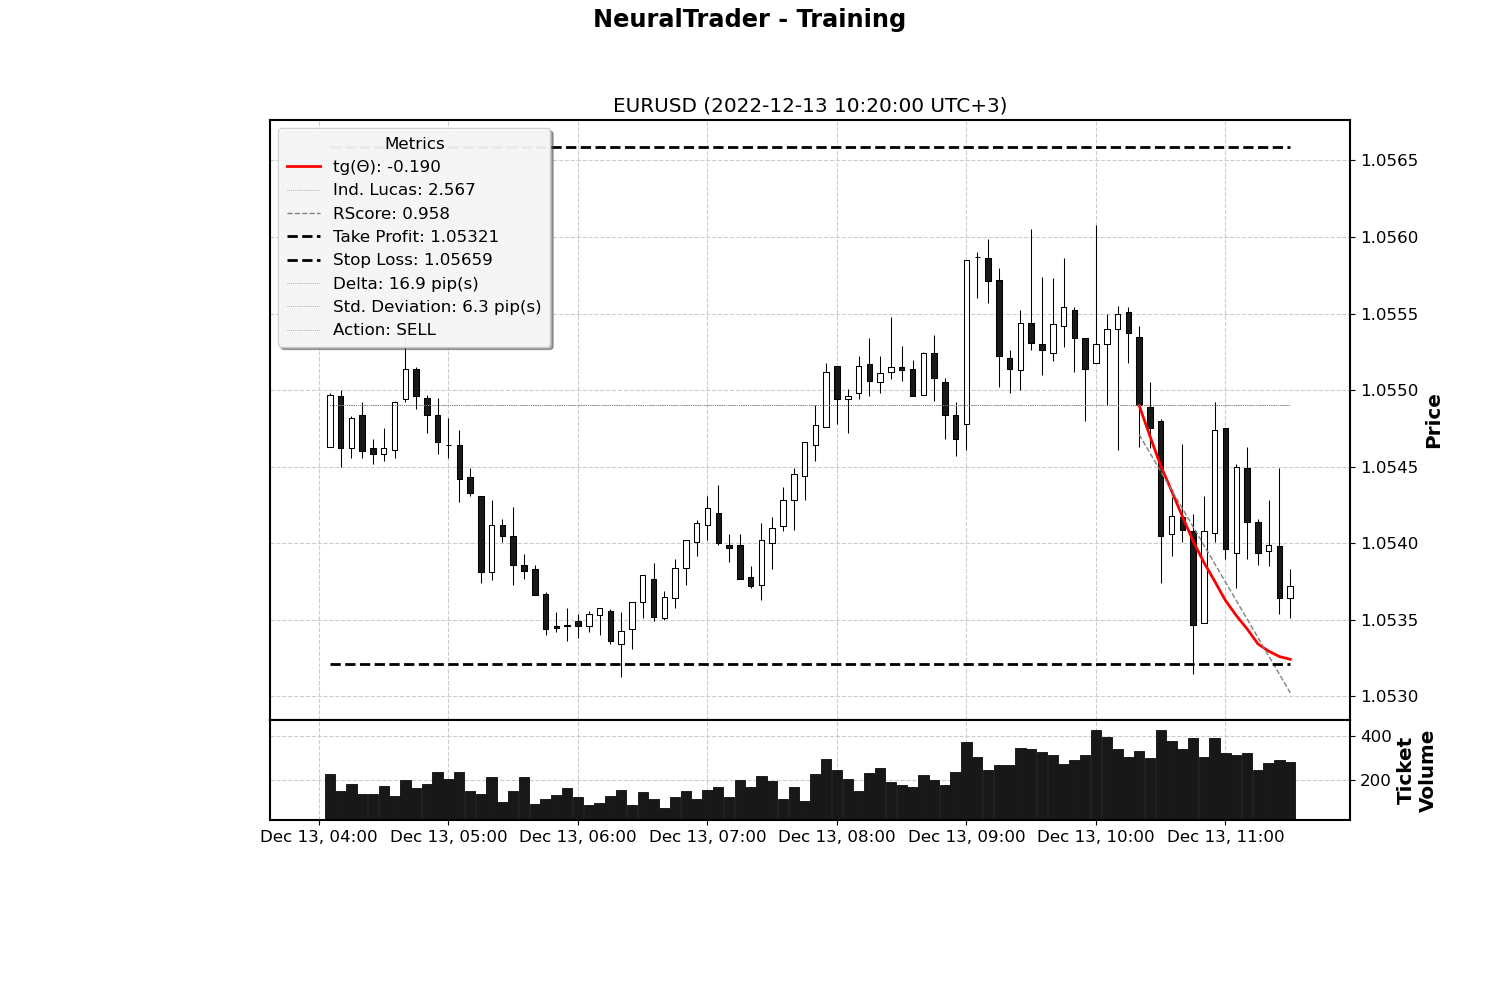 NeuralTrader - Training
EURUSD (2022-12-13 10:20:00 UTC+3)
Metrics
tg(Θ): -0.190
Ind. Lucas: 2.567
RScore: 0.958
Take Profit: 1.05321
Stop Loss: 1.05659
Delta: 16.9 pip(s)
Std. Deviation: 6.3 pip(s)
Action: SELL
1.0565
1.0560
1.0555
1.0550
1.0545
1.0540
1.0535
1.0530
Price
400
200
Ticket
Volume
Dec 13, 04:00 Dec 13, 05:00 Dec 13, 06:00 Dec 13, 07:00 Dec 13, 08:00 Dec 13, 09:00 Dec 13, 10:00 Dec 13, 11:00